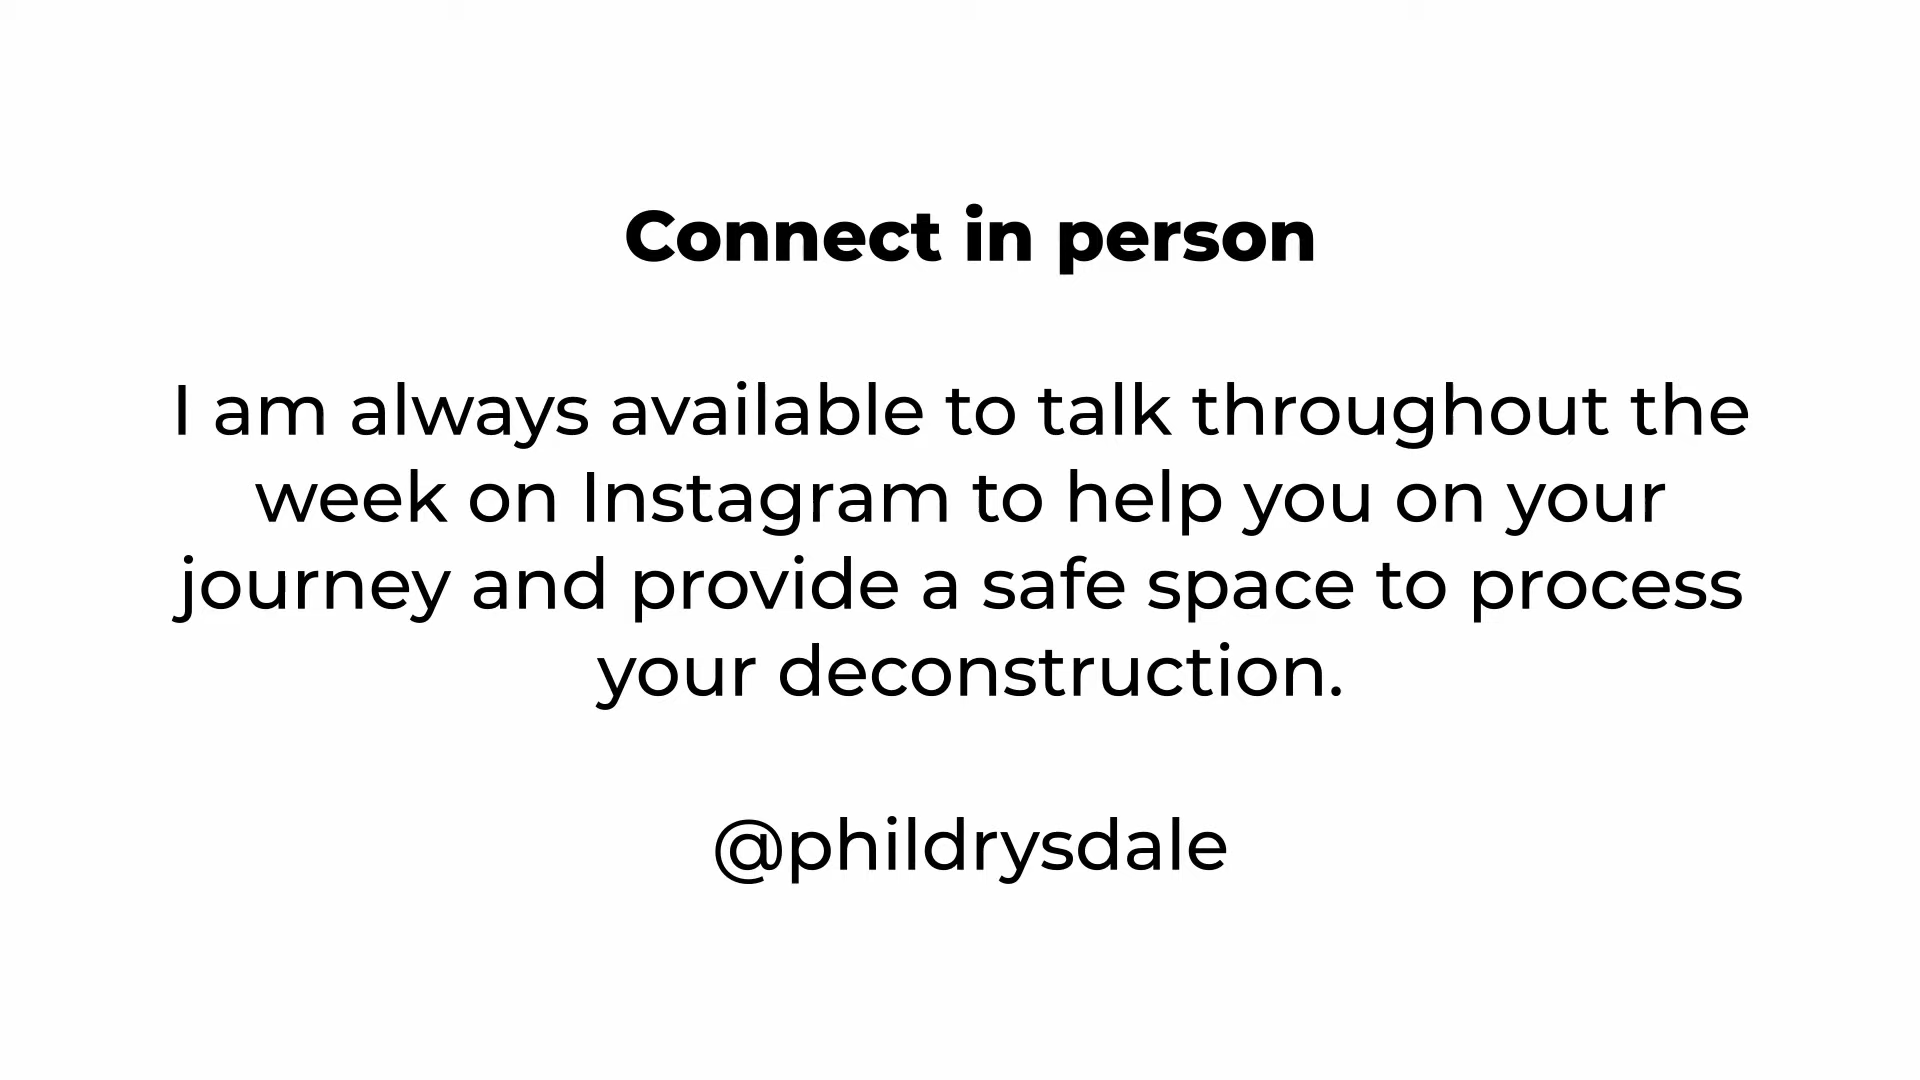 Connect in person
I am always available to talk throughout the
week on Instagram to help you on your
journey and provide a safe space to process
your deconstruction.
@phildrysdale